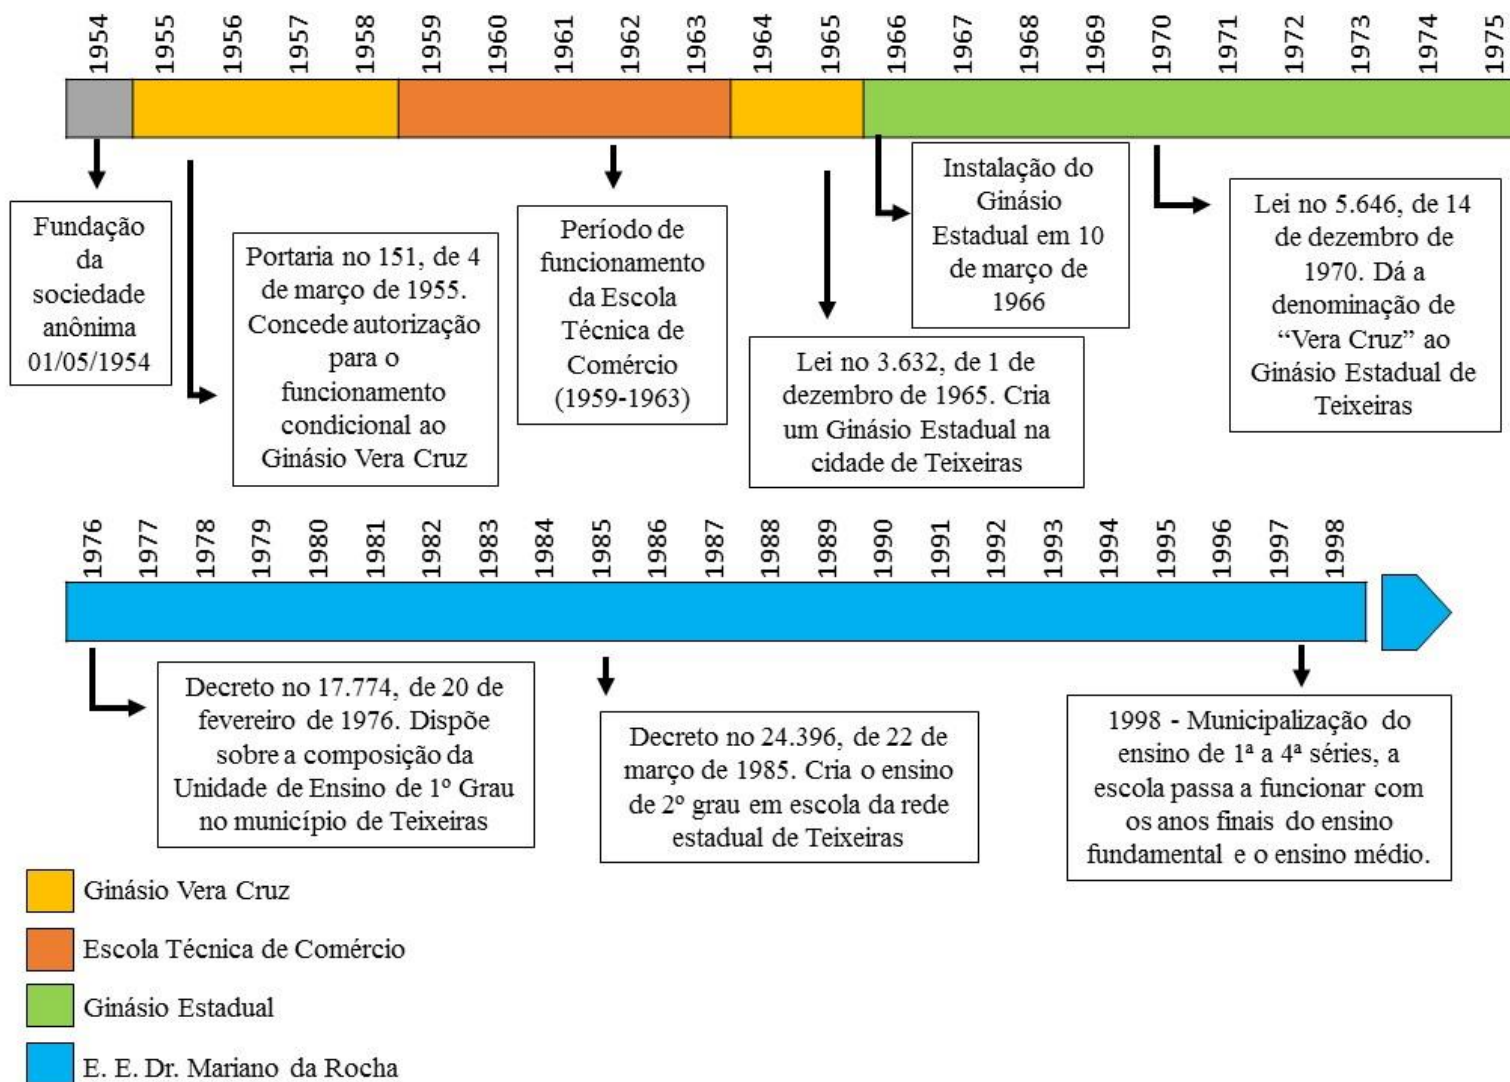 1954 1955 1956 1957 1958 1959 1960 1961 1962 1963 1964 1965 1966 1967 1968 1969 1970 1971 1972 1973 1974 1975
Fundação
da
sociedade
anônima
01/05/1954
Portaria no 151, de 4
de março de 1955.
Concede autorização
para o
funcionamento
condicional ao
Ginásio Vera Cruz
Período de
funcionamento
da Escola
Técnica de
Comércio
(1959-1963)
Lei no 3.632, de 1 de
dezembro de 1965. Cria
um Ginásio Estadual na
cidade de Teixeiras
Instalação do
Ginásio
Estadual em 10
de março de
1966
Lei no 5.646, de 14
de dezembro de
1970. Dá a
denominação de
“Vera Cruz” ao
Ginásio Estadual de
Teixeiras
1976 1977 1978 1979 1980 1981 1982 1983 1984 1985 1986 1987 1988 1989 1990 1991 1992 1993 1994 1995 1996 1997 1998
Decreto no 17.774, de 20 de
fevereiro de 1976. Dispõe
sobre a composição da
Unidade de Ensino de 1º Grau
no município de Teixeiras
Decreto no 24.396, de 22 de
março de 1985. Cria o ensino
de 2º grau em escola da rede
estadual de Teixeiras
1998 - Municipalização do
ensino de 1ª a 4ª séries, a
escola passa a funcionar com
os anos finais do ensino
fundamental e o ensino médio.
Ginásio Vera Cruz
Escola Técnica de Comércio
Ginásio Estadual
E. E. Dr. Mariano da Rocha